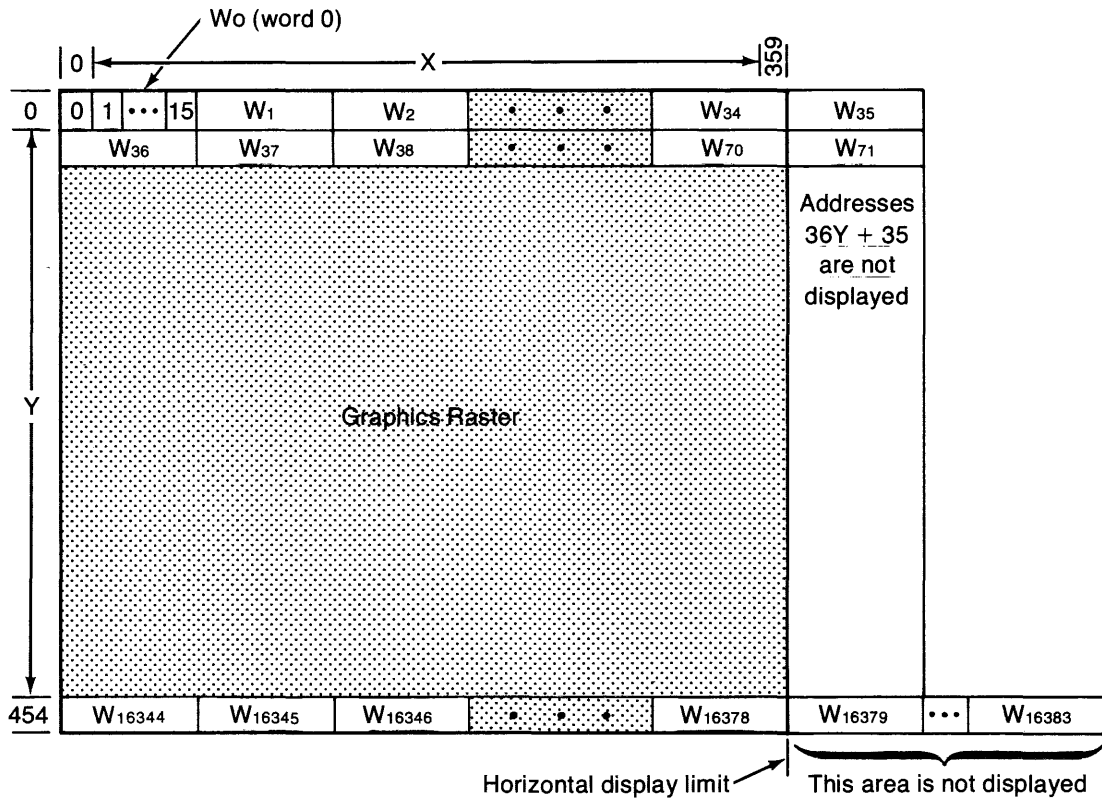 Wo (word 0)
0 X 359
0 0 1 ••• 15 W1 W2 • • • W34 W35
W36 W37 W38 • • • W70 W71
Addresses
36Y + 35
are not
displayed
Y
Graphics Raster
454 W16344 W16345 W16346 • • • W16378 W16379 ••• W16383
Horizontal display limit
This area is not displayed